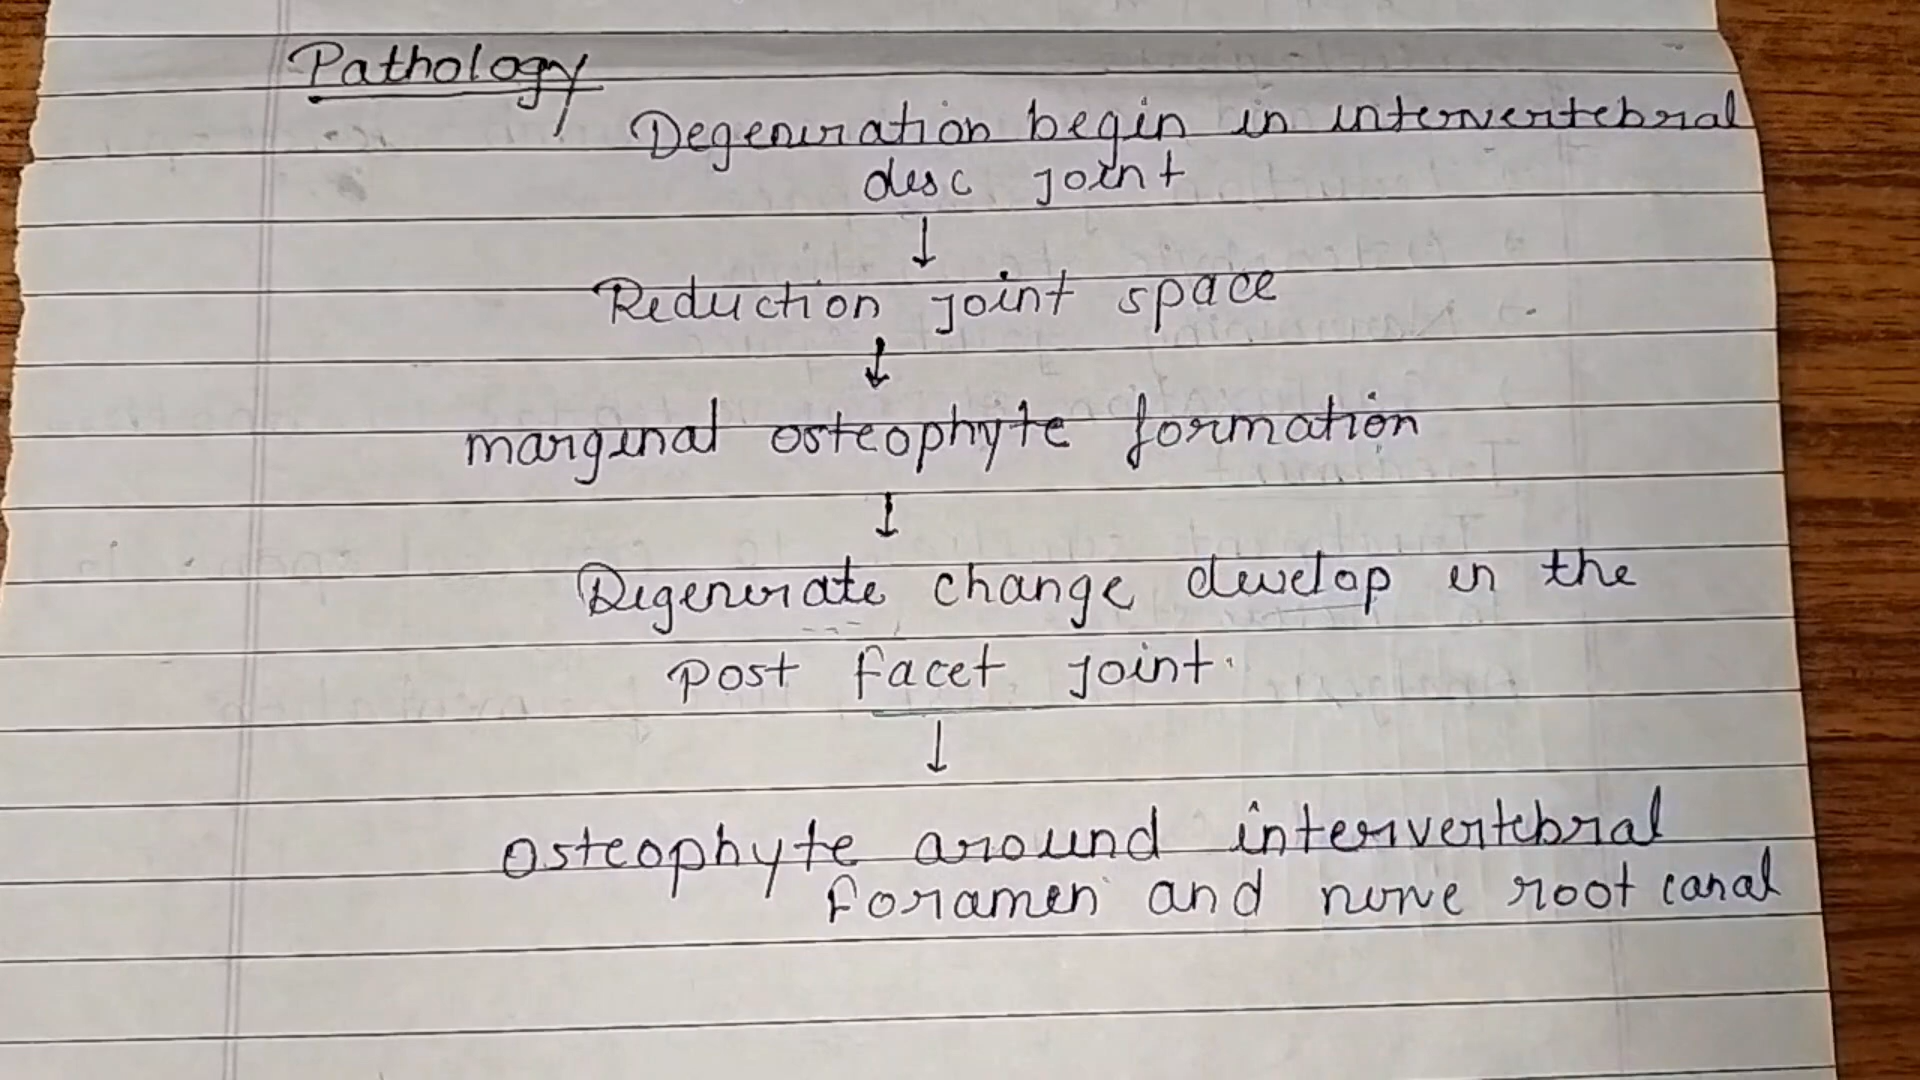 Pathology
Degeneration begin in intervertebral
desc joint
↓
Reduction joint space
↓
marginal osteophyte formation
↓
Degenerate change develop in the
post facet joint.
↓
Osteophyte around intervertebral
foramen and nerve root canal